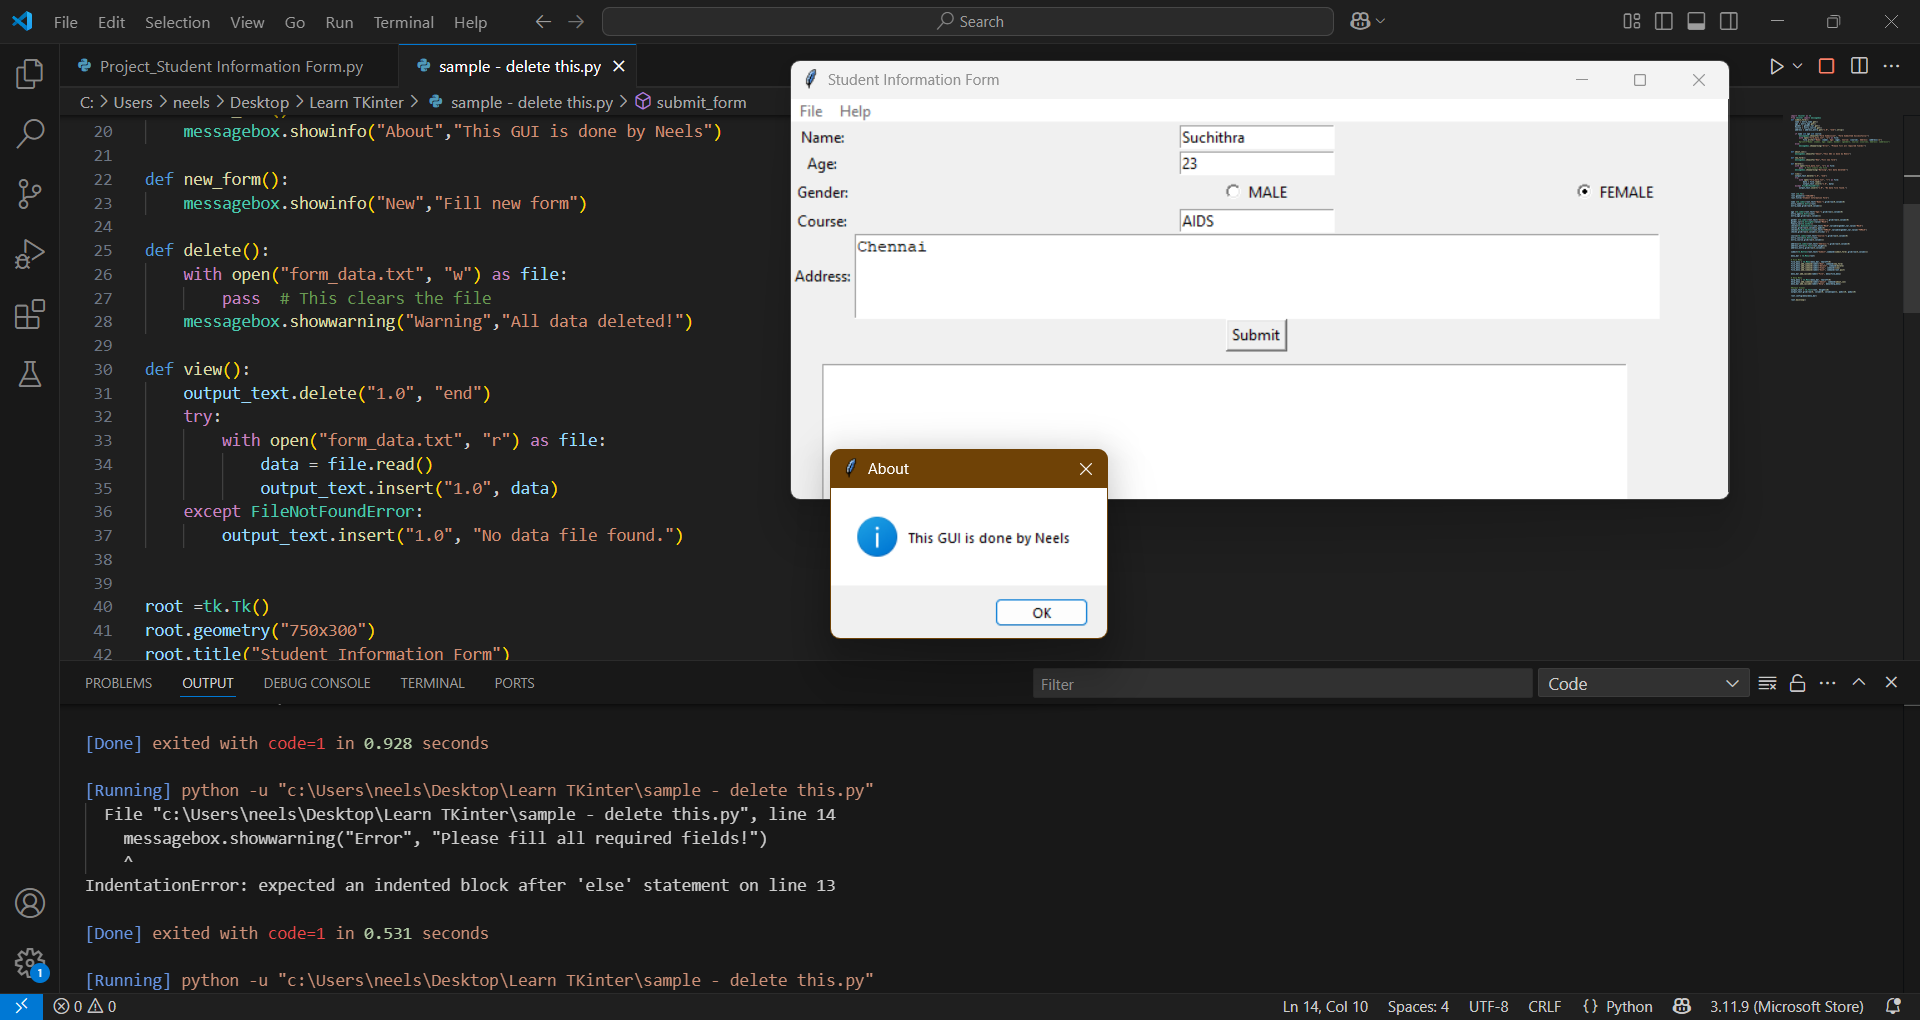 File Edit Selection View Go Run Terminal Help
Search
Project_Student Information Form.py
sample - delete this.py
C: > Users > neels > Desktop > Learn TKinter > sample - delete this.py > submit_form
20 messagebox.showinfo("About","This GUI is done by Neels")
21
22 def new_form():
23 messagebox.showinfo("New","Fill new form")
24
25 def delete():
26 with open("form_data.txt", "w") as file:
27 pass # This clears the file
28 messagebox.showwarning("Warning","All data deleted!")
29
30 def view():
31 output_text.delete("1.0", "end")
32 try:
33 with open("form_data.txt", "r") as file:
34 data = file.read()
35 output_text.insert("1.0", data)
36 except FileNotFoundError:
37 output_text.insert("1.0", "No data file found.")
38
39
40 root =tk.Tk()
41 root.geometry("750x300")
42 root.title("Student Information Form")
Student Information Form
File Help
Name: Suchithra
Age: 23
Gender: MALE FEMALE
Course: AIDS
Address: Chennai
Submit
About
This GUI is done by Neels
OK
PROBLEMS OUTPUT DEBUG CONSOLE TERMINAL PORTS
Filter
Code
[Done] exited with code=1 in 0.928 seconds
[Running] python -u "c:\Users\neels\Desktop\Learn TKinter\sample - delete this.py"
File "c:\Users\neels\Desktop\Learn TKinter\sample - delete this.py", line 14
messagebox.showwarning("Error", "Please fill all required fields!")
^
IndentationError: expected an indented block after 'else' statement on line 13
[Done] exited with code=1 in 0.531 seconds
[Running] python -u "c:\Users\neels\Desktop\Learn TKinter\sample - delete this.py"
1
0 0
Ln 14, Col 10 Spaces: 4 UTF-8 CRLF {} Python 3.11.9 (Microsoft Store)